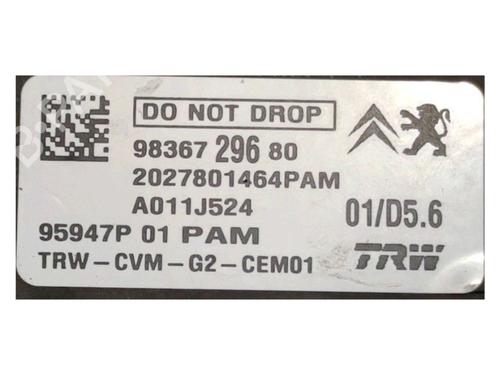 DO NOT DROP
98367 296 80
2027801464PAM
A011J524
01/D5.6
95947P 01 PAM
TRW-CVM-G2-CEM01
TRW